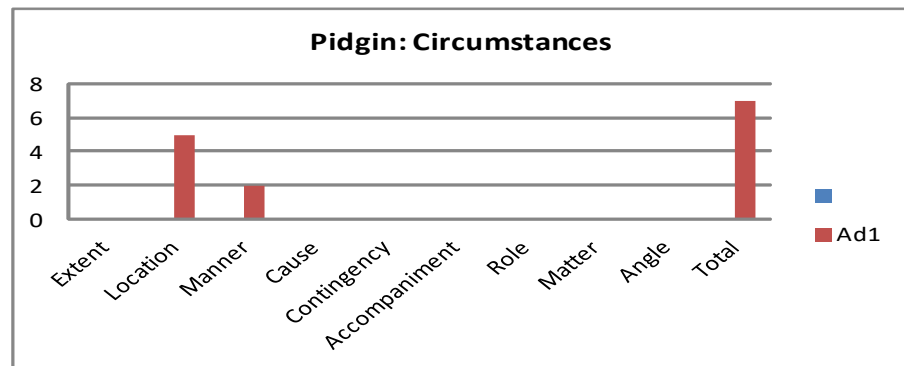 Pidgin: Circumstances
8
6
4
2
0
Extent
Location
Manner
Cause
Contingency
Accompaniment
Role
Matter
Angle
Total
Ad1